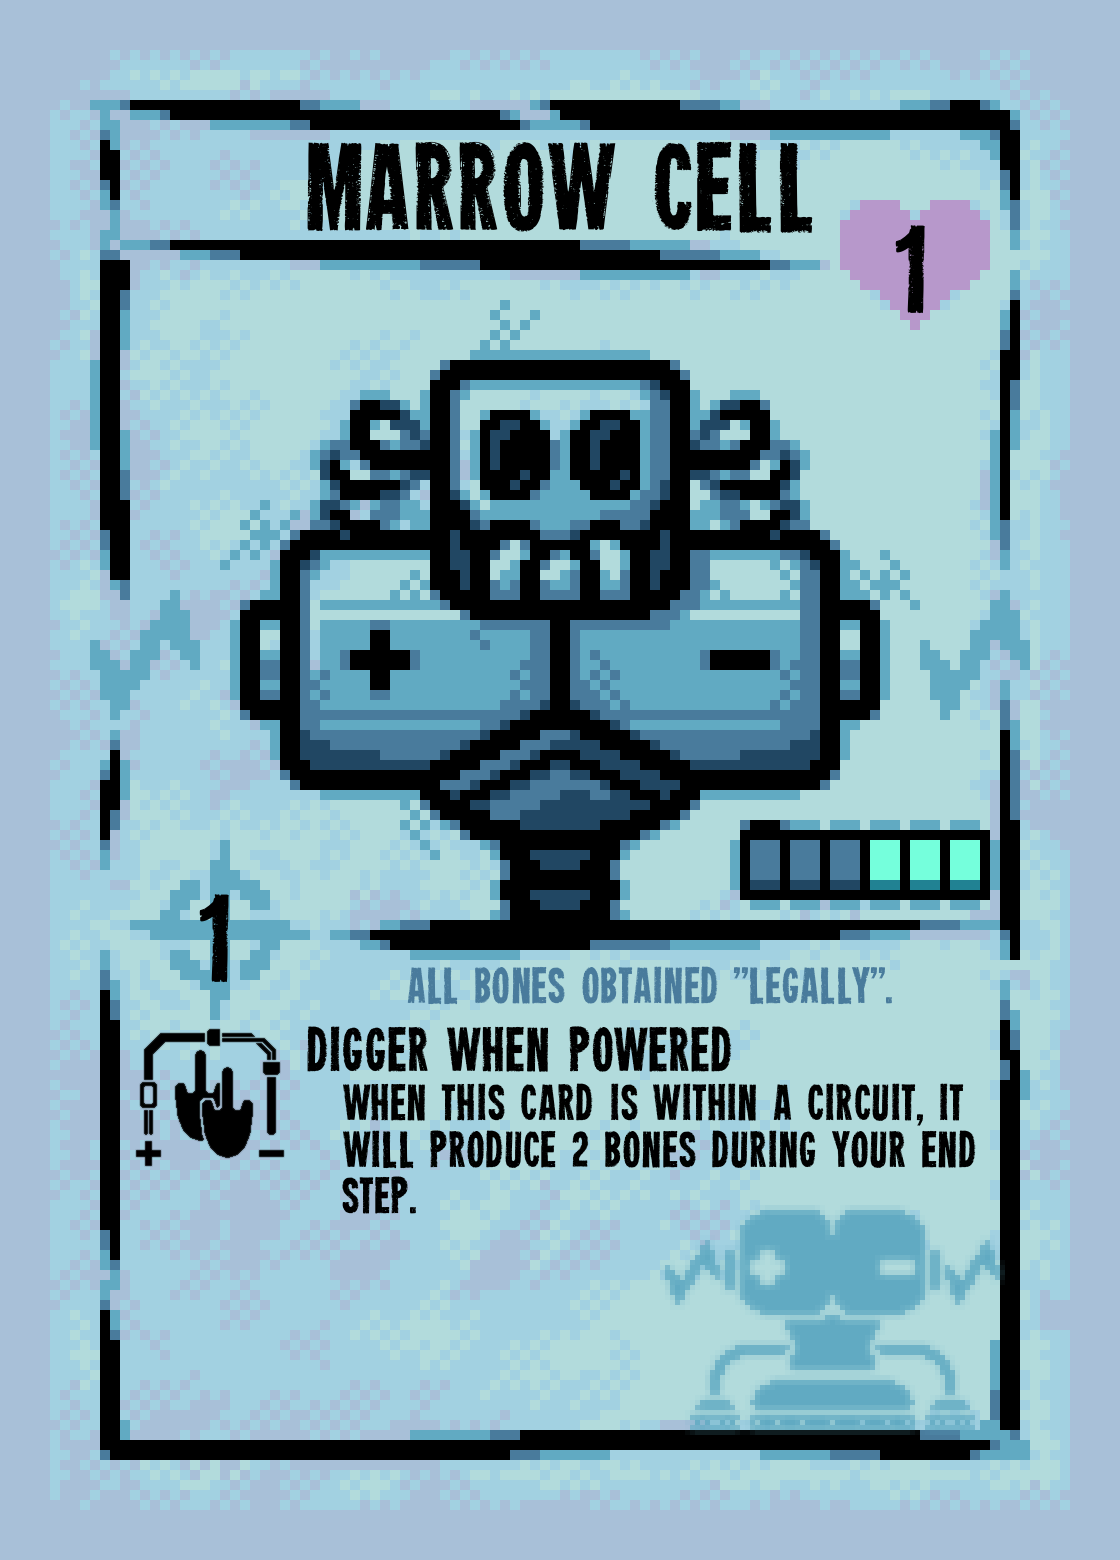 MARROW CELL
1
+ -
1
ALL BONES OBTAINED "LEGALLY".
DIGGER WHEN POWERED
WHEN THIS CARD IS WITHIN A CIRCUIT, IT
WILL PRODUCE 2 BONES DURING YOUR END
STEP.
+ -